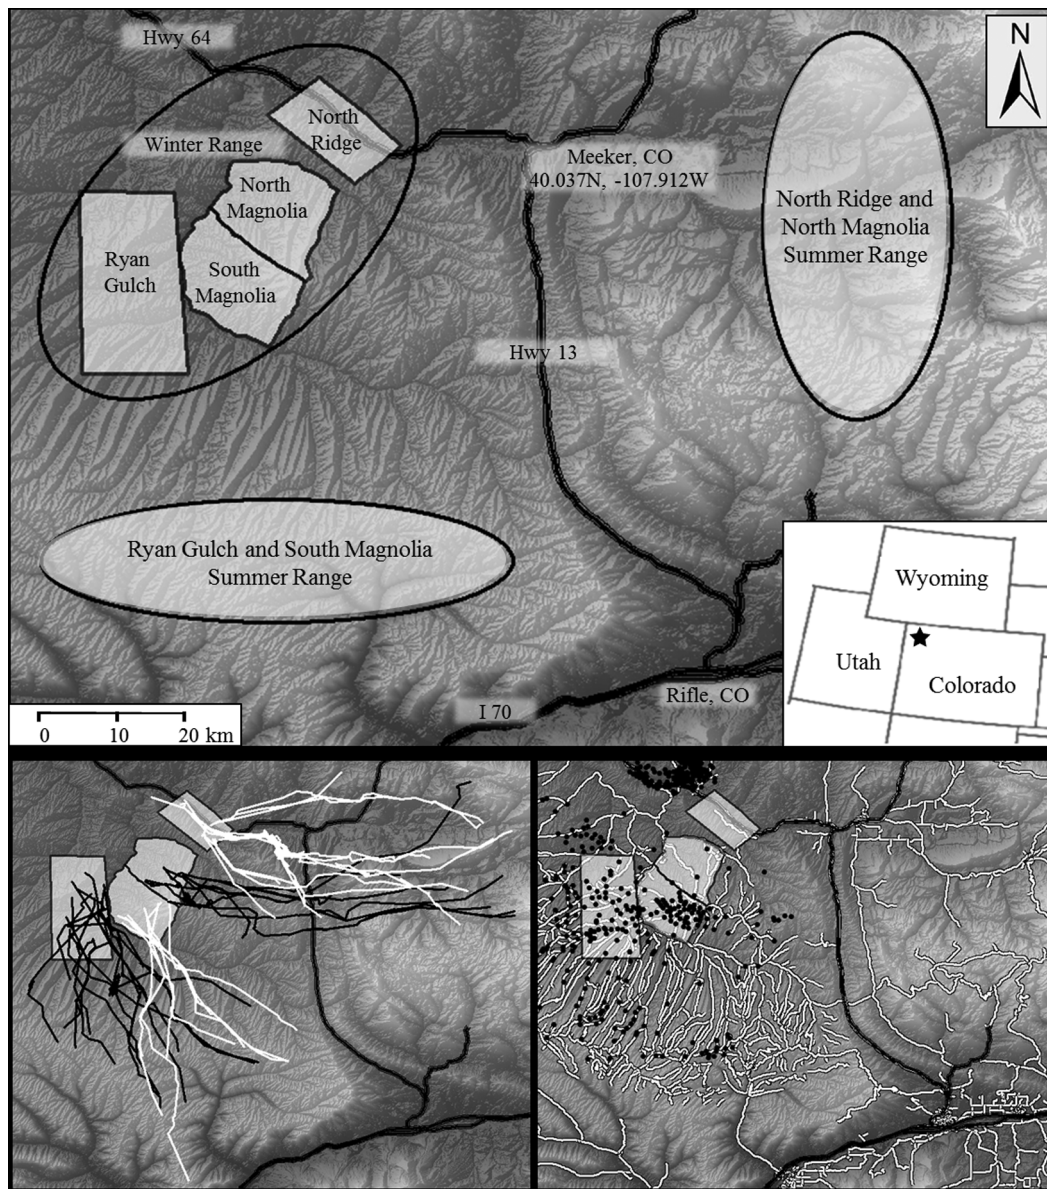 Hwy 64
N
North
Ridge
Winter Range
Meeker, CO
40.037N, -107.912W
North
Magnolia
North Ridge and
North Magnolia
Summer Range
Ryan
Gulch
South
Magnolia
Hwy 13
Ryan Gulch and South Magnolia
Summer Range
Wyoming
Utah
Colorado
Rifle, CO
I 70
0 10 20 km